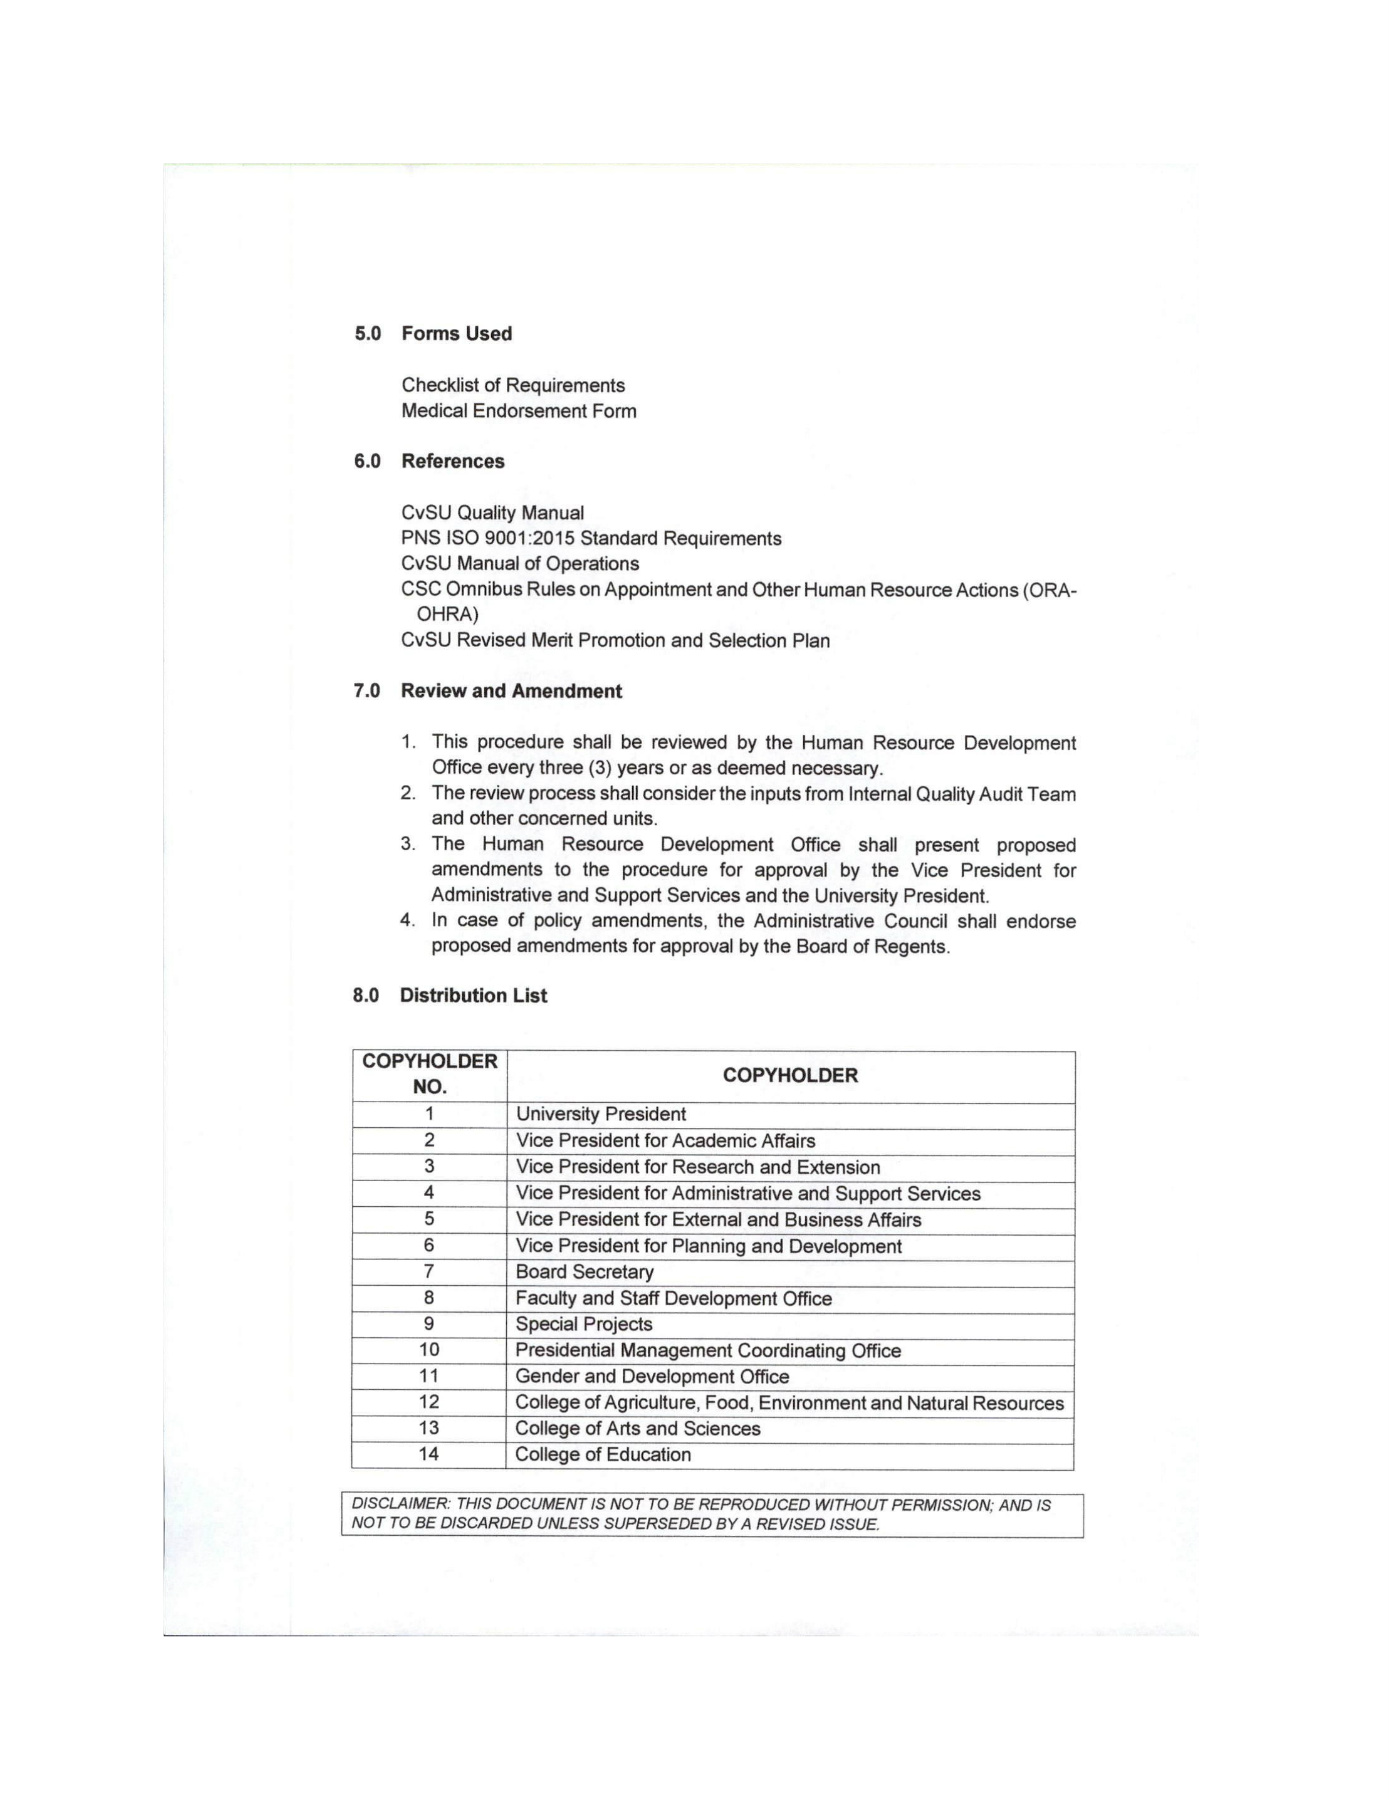 5.0 Forms Used
Checklist of Requirements
Medical Endorsement Form
6.0 References
CvSU Quality Manual
PNS ISO 9001:2015 Standard Requirements
CvSU Manual of Operations
CSC Omnibus Rules on Appointment and Other Human Resource Actions (ORA-
OHRA)
CvSU Revised Merit Promotion and Selection Plan
7.0 Review and Amendment
1. This procedure shall be reviewed by the Human Resource Development
Office every three (3) years or as deemed necessary.
2. The review process shall consider the inputs from Internal Quality Audit Team
and other concerned units.
3. The Human Resource Development Office shall present proposed
amendments to the procedure for approval by the Vice President for
Administrative and Support Services and the University President.
4. In case of policy amendments, the Administrative Council shall endorse
proposed amendments for approval by the Board of Regents.
8.0 Distribution List
COPYHOLDER
NO.
COPYHOLDER
1 University President
2 Vice President for Academic Affairs
3 Vice President for Research and Extension
4 Vice President for Administrative and Support Services
5 Vice President for External and Business Affairs
6 Vice President for Planning and Development
7 Board Secretary
8 Faculty and Staff Development Office
9 Special Projects
10 Presidential Management Coordinating Office
11 Gender and Development Office
12 College of Agriculture, Food, Environment and Natural Resources
13 College of Arts and Sciences
14 College of Education
DISCLAIMER: THIS DOCUMENT IS NOT TO BE REPRODUCED WITHOUT PERMISSION; AND IS
NOT TO BE DISCARDED UNLESS SUPERSEDED BY A REVISED ISSUE.